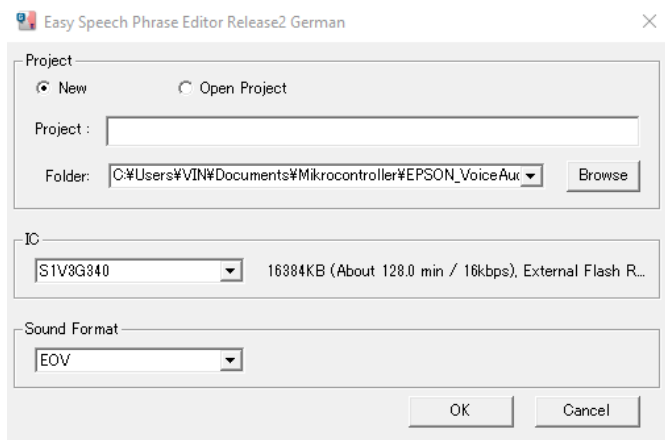 Easy Speech Phrase Editor Release2 German
Project
New Open Project
Project :
Folder: C:¥Users¥VIN¥Documents¥Mikrocontroller¥EPSON_VoiceAuc Browse
IC
S1V3G340 16384KB (About 128.0 min / 16kbps), External Flash R...
Sound Format
EOV
OK Cancel